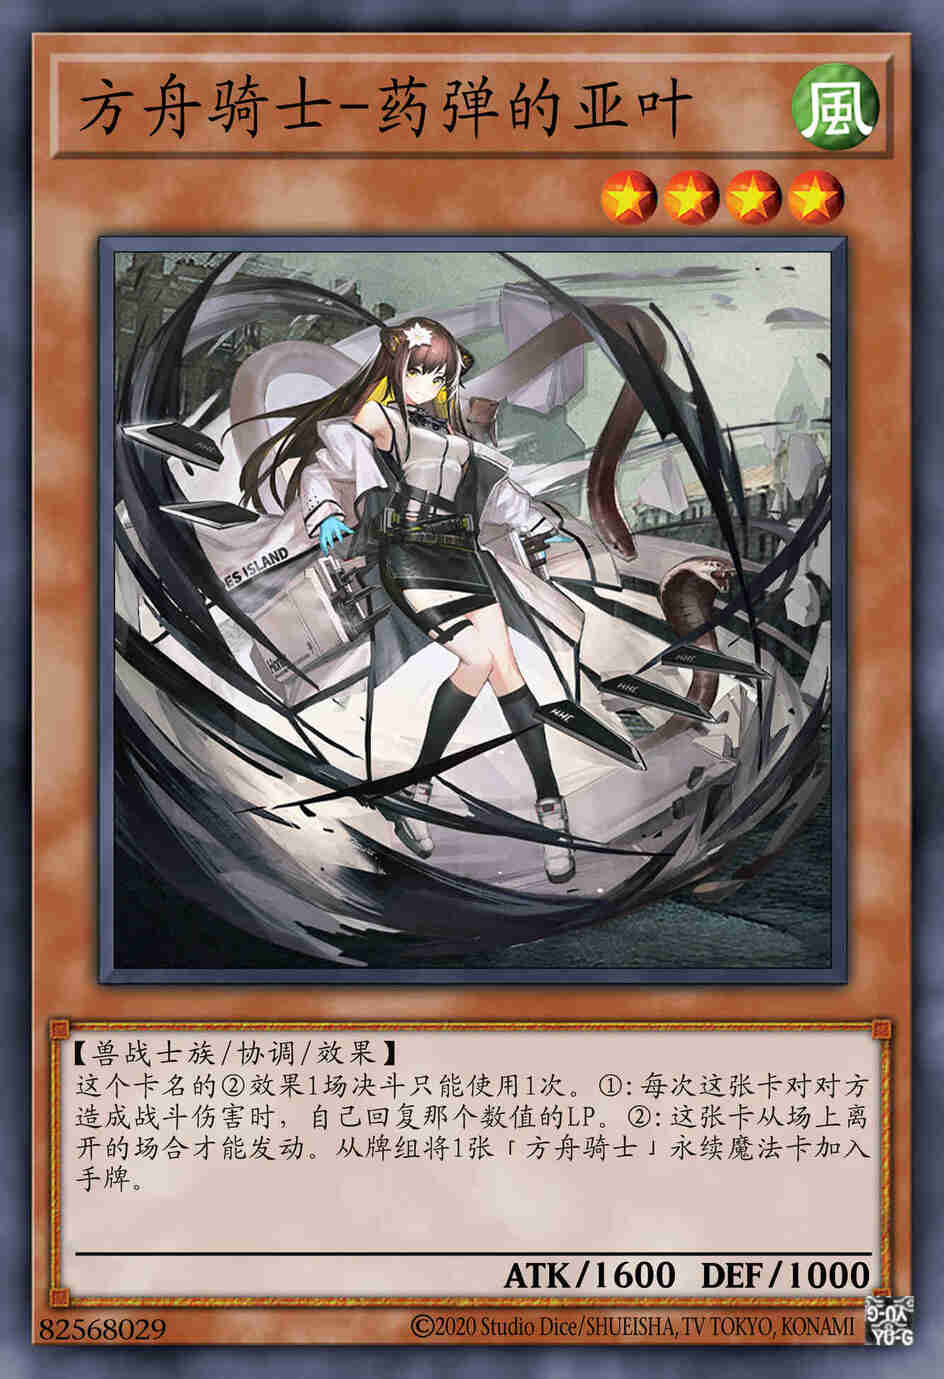 方舟骑士-药弹的亚叶
風
ES ISLAND
【兽战士族/协调/效果】
这个卡名的②效果1场决斗只能使用1次。①:每次这张卡对对方
造成战斗伤害时，自己回复那个数值的LP。②:这张卡从场上离
开的场合才能发动。从牌组将1张「方舟骑士」永续魔法卡加入
手牌。
ATK/1600 DEF/1000
82568029
©2020 Studio Dice/SHUEISHA, TV TOKYO, KONAMI